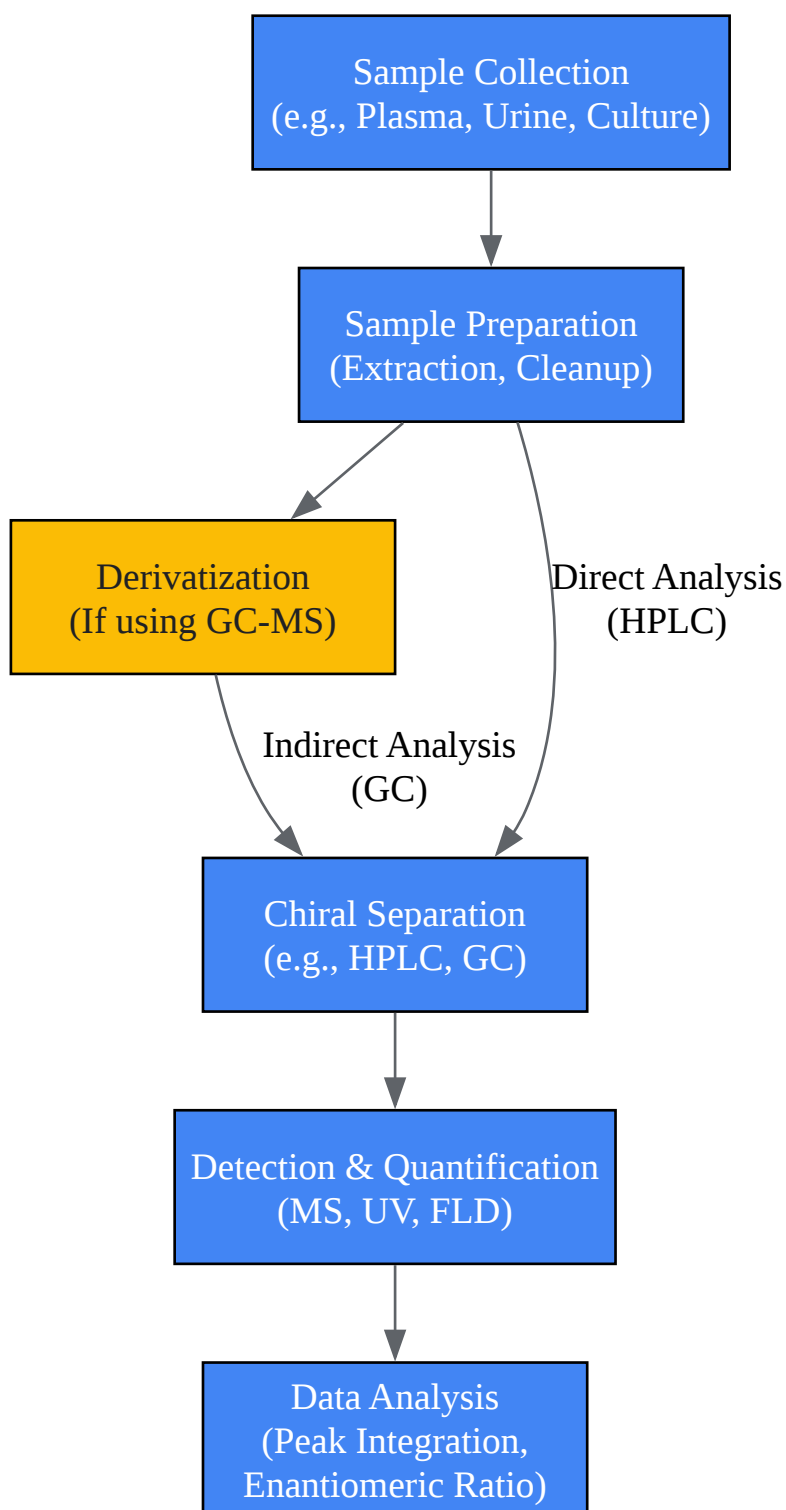 Sample Collection
(e.g., Plasma, Urine, Culture)
Sample Preparation
(Extraction, Cleanup)
Derivatization
(If using GC-MS)
Direct Analysis
(HPLC)
Indirect Analysis
(GC)
Chiral Separation
(e.g., HPLC, GC)
Detection & Quantification
(MS, UV, FLD)
Data Analysis
(Peak Integration,
Enantiomeric Ratio)